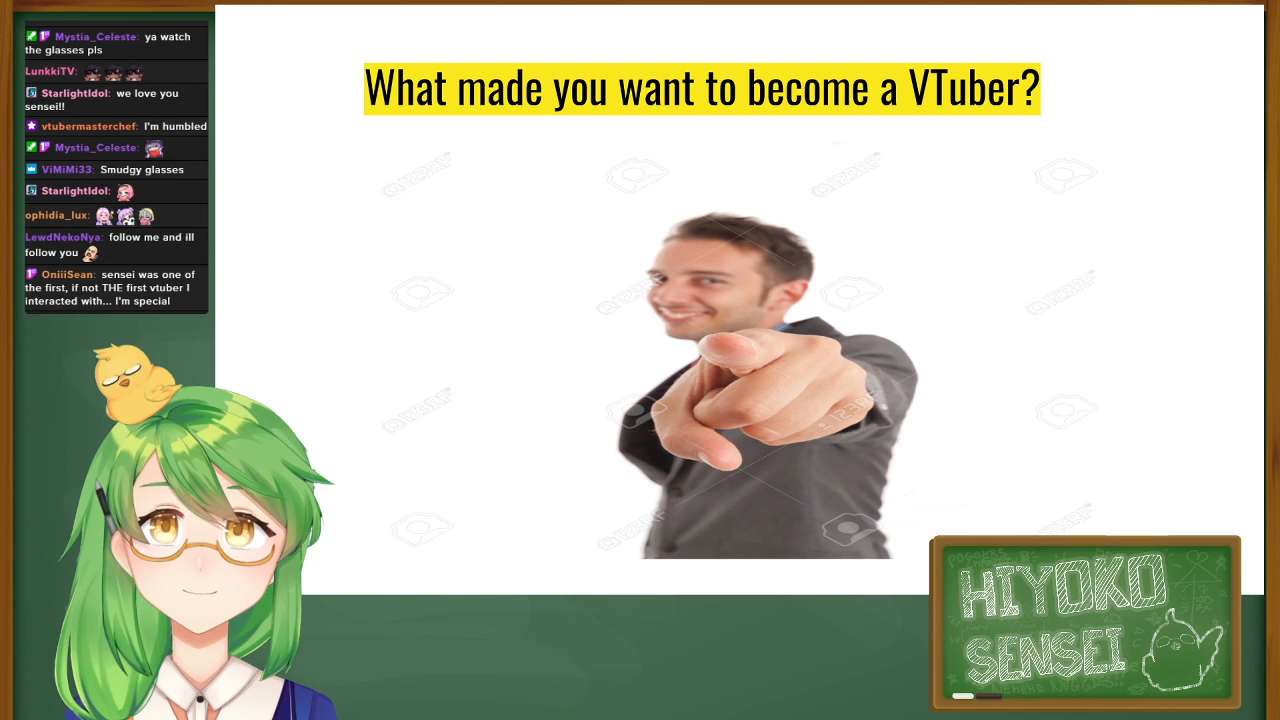 Mystia_Celeste: ya watch
the glasses pls
LunkkiTV:
StarlightIdol: we love you
sensei!!
vtubermasterchef: I'm humbled
Mystia_Celeste:
ViMiMi33: Smudgy glasses
StarlightIdol:
ophidia_lux:
LewdNekoNya: follow me and ill
follow you
OniiiSean: sensei was one of
the first, if not THE first vtuber I
interacted with... I'm special
What made you want to become a VTuber?
123RF
HIYOKO
SENSEI